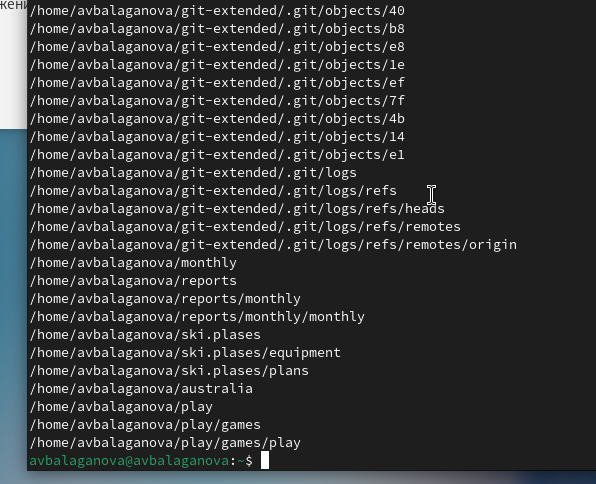 жени
/home/avbalaganova/git-extended/.git/objects/40
/home/avbalaganova/git-extended/.git/objects/b8
/home/avbalaganova/git-extended/.git/objects/e8
/home/avbalaganova/git-extended/.git/objects/1e
/home/avbalaganova/git-extended/.git/objects/ef
/home/avbalaganova/git-extended/.git/objects/7f
/home/avbalaganova/git-extended/.git/objects/4b
/home/avbalaganova/git-extended/.git/objects/14
/home/avbalaganova/git-extended/.git/objects/e1
/home/avbalaganova/git-extended/.git/logs
/home/avbalaganova/git-extended/.git/logs/refs
/home/avbalaganova/git-extended/.git/logs/refs/heads
/home/avbalaganova/git-extended/.git/logs/refs/remotes
/home/avbalaganova/git-extended/.git/logs/refs/remotes/origin
/home/avbalaganova/monthly
/home/avbalaganova/reports
/home/avbalaganova/reports/monthly
/home/avbalaganova/reports/monthly/monthly
/home/avbalaganova/ski.plases
/home/avbalaganova/ski.plases/equipment
/home/avbalaganova/ski.plases/plans
/home/avbalaganova/australia
/home/avbalaganova/play
/home/avbalaganova/play/games
/home/avbalaganova/play/games/play
avbalaganova@avbalaganova:~$